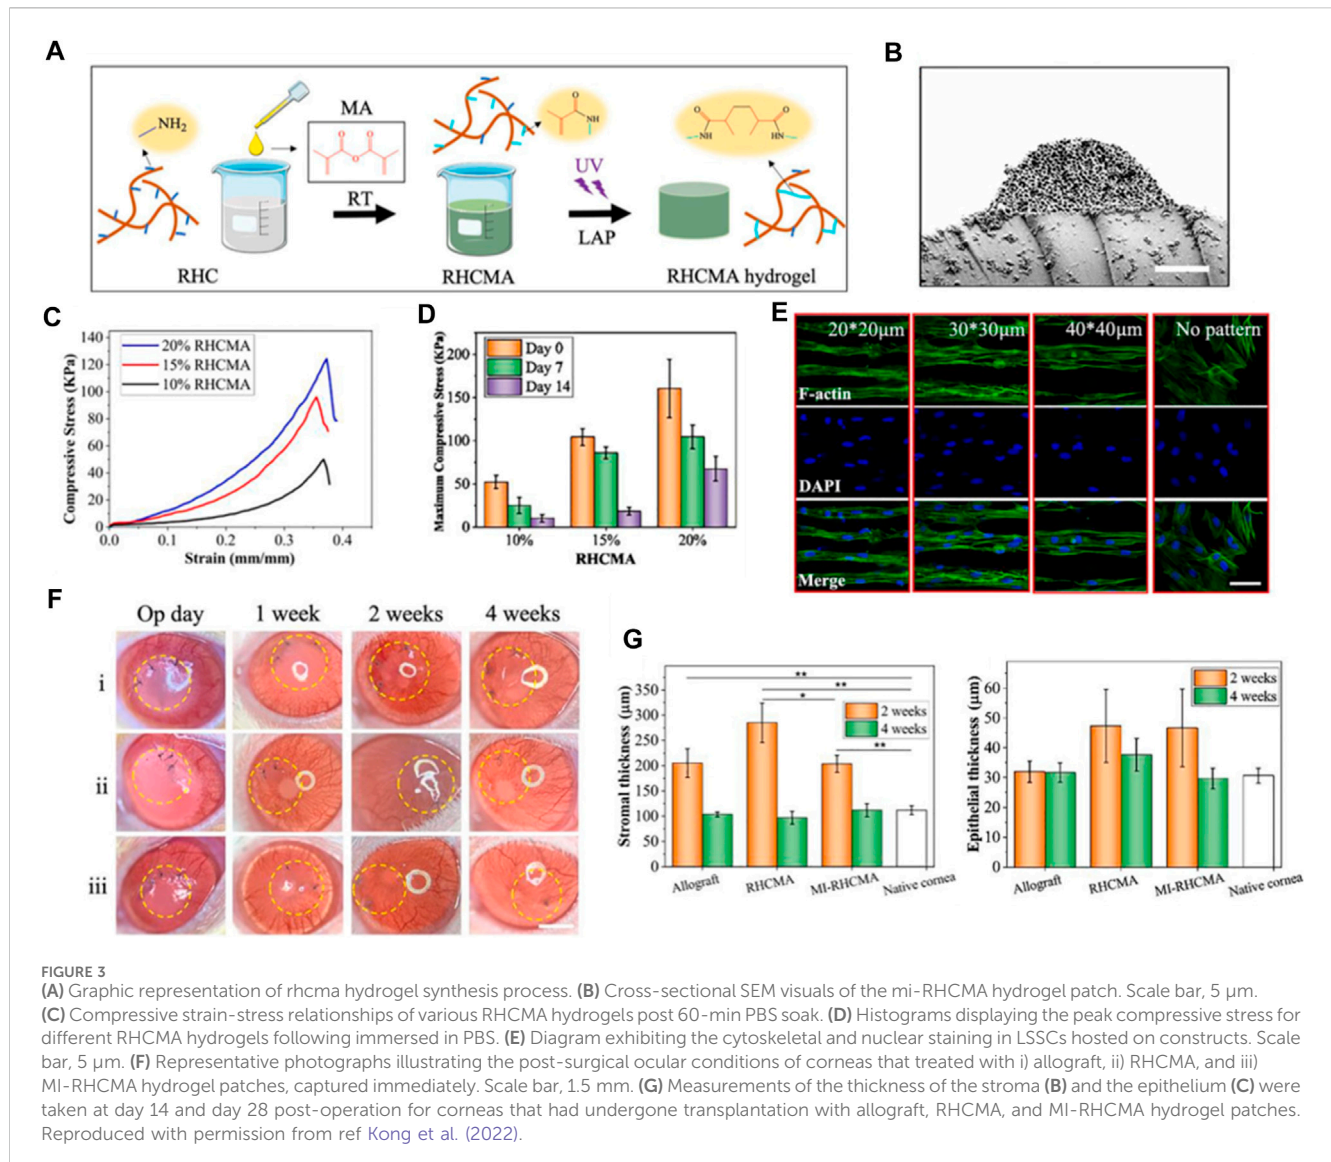 A
NH2
MA
RT
RHC
RHCMA
UV
LAP
RHCMA hydrogel
O
NH
O
O
O
O
O
NH
HN
B
C
Compressive Stress (KPa)
140
120
100
80
60
40
20
0
20% RHCMA
15% RHCMA
10% RHCMA
0.0 0.1 0.2 0.3 0.4
Strain (mm/mm)
D
Maximum Compressive Stress (KPa)
200
150
100
50
0
Day 0
Day 7
Day 14
10% 15% 20%
RHCMA
E
20*20μm 30*30μm 40*40μm No pattern
F-actin
DAPI
Merge
F
Op day 1 week 2 weeks 4 weeks
i
ii
iii
G
Stromal thickness (μm)
350
300
250
200
150
100
50
0
**
**
*
**
2 weeks
4 weeks
Allograft RHCMA MI-RHCMA Native cornea
Epithelial thickness (μm)
60
50
40
30
20
10
0
2 weeks
4 weeks
Allograft RHCMA MI-RHCMA Native cornea
FIGURE 3
(A) Graphic representation of rhcma hydrogel synthesis process. (B) Cross-sectional SEM visuals of the mi-RHCMA hydrogel patch. Scale bar, 5 μm.
(C) Compressive strain-stress relationships of various RHCMA hydrogels post 60-min PBS soak. (D) Histograms displaying the peak compressive stress for
different RHCMA hydrogels following immersed in PBS. (E) Diagram exhibiting the cytoskeletal and nuclear staining in LSSCs hosted on constructs. Scale
bar, 5 μm. (F) Representative photographs illustrating the post-surgical ocular conditions of corneas that treated with i) allograft, ii) RHCMA, and iii)
MI-RHCMA hydrogel patches, captured immediately. Scale bar, 1.5 mm. (G) Measurements of the thickness of the stroma (B) and the epithelium (C) were
taken at day 14 and day 28 post-operation for corneas that had undergone transplantation with allograft, RHCMA, and MI-RHCMA hydrogel patches.
Reproduced with permission from ref Kong et al. (2022).